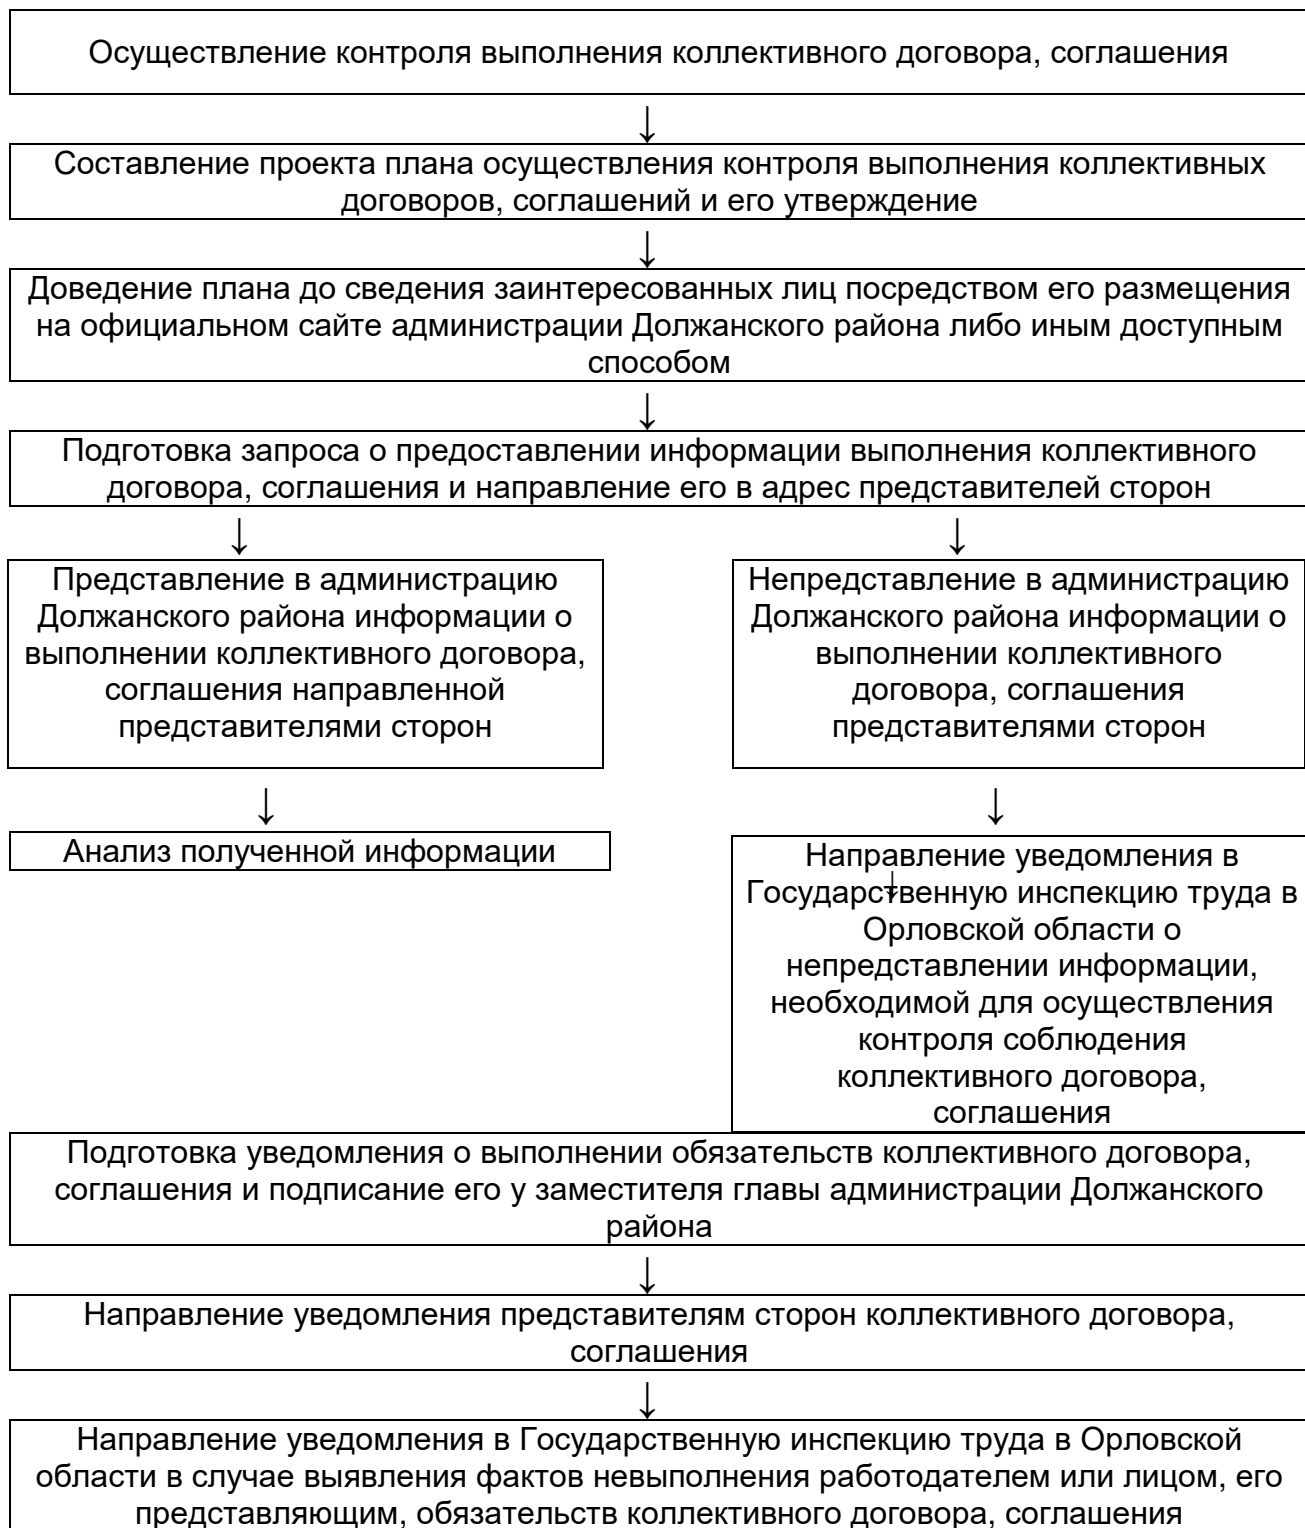 Осуществление контроля выполнения коллективного договора, соглашения
↓
Составление проекта плана осуществления контроля выполнения коллективных
договоров, соглашений и его утверждение
↓
Доведение плана до сведения заинтересованных лиц посредством его размещения
на официальном сайте администрации Должанского района либо иным доступным
способом
↓
Подготовка запроса о предоставлении информации выполнения коллективного
договора, соглашения и направление его в адрес представителей сторон
↓
Представление в администрацию
Должанского района информации о
выполнении коллективного договора,
соглашения направленной
представителями сторон
↓
Анализ полученной информации
↓
Непредставление в администрацию
Должанского района информации о
выполнении коллективного
договора, соглашения
представителями сторон
↓
Направление уведомления в
Государственную инспекцию труда в
Орловской области о
непредставлении информации,
необходимой для осуществления
контроля соблюдения
коллективного договора,
соглашения
↓
Подготовка уведомления о выполнении обязательств коллективного договора,
соглашения и подписание его у заместителя главы администрации Должанского
района
↓
Направление уведомления представителям сторон коллективного договора,
соглашения
↓
Направление уведомления в Государственную инспекцию труда в Орловской
области в случае выявления фактов невыполнения работодателем или лицом, его
представляющим, обязательств коллективного договора, соглашения